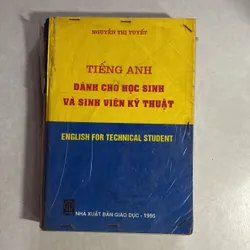 NGUYỄN THỊ TUYẾT
TIẾNG ANH
DÀNH CHO HỌC SINH
VÀ SINH VIÊN KỸ THUẬT
ENGLISH FOR TECHNICAL STUDENT
NHÀ XUẤT BẢN GIÁO DỤC - 1995